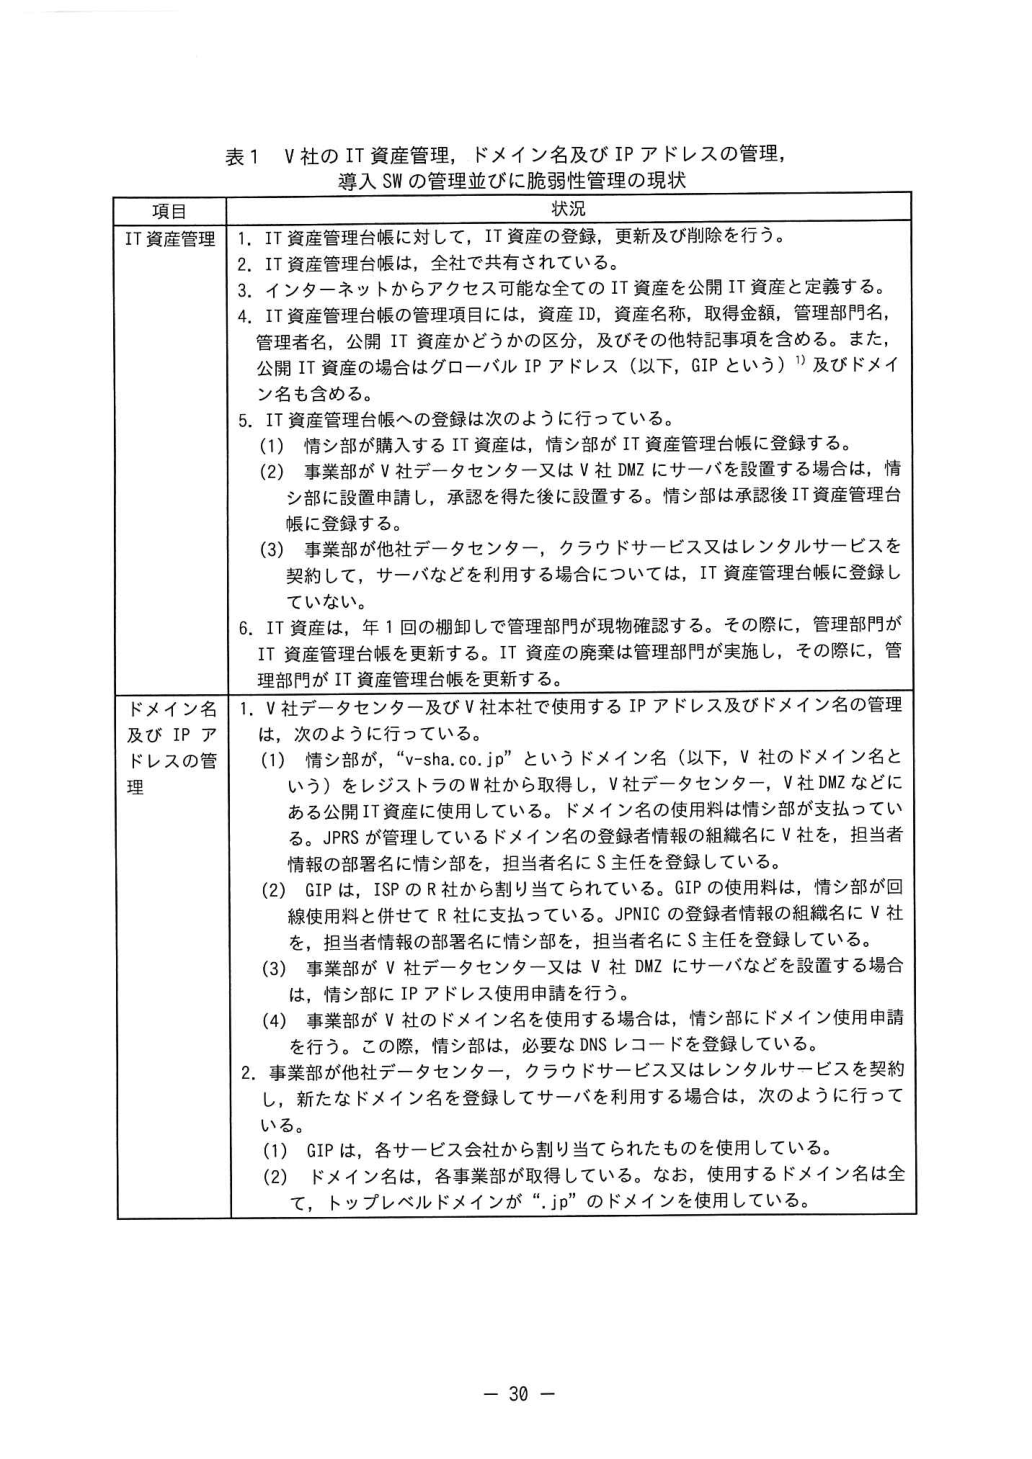 表1　V社のIT資産管理，ドメイン名及びIPアドレスの管理，
導入SWの管理並びに脆弱性管理の現状
項目
状況
IT資産管理
1．IT資産管理台帳に対して，IT資産の登録，更新及び削除を行う。
2．IT資産管理台帳は，全社で共有されている。
3．インターネットからアクセス可能な全てのIT資産を公開IT資産と定義する。
4．IT資産管理台帳の管理項目には，資産ID，資産名称，取得金額，管理部門名，
管理者名，公開IT資産かどうかの区分，及びその他特記事項を含める。また，
公開IT資産の場合はグローバルIPアドレス（以下，GIPという）1) 及びドメイ
ン名も含める。
5．IT資産管理台帳への登録は次のように行っている。
(1)　情シ部が購入するIT資産は，情シ部がIT資産管理台帳に登録する。
(2)　事業部がV社データセンター又はV社DMZにサーバを設置する場合は，情
シ部に設置申請し，承認を得た後に設置する。情シ部は承認後IT資産管理台
帳に登録する。
(3)　事業部が他社データセンター，クラウドサービス又はレンタルサービスを
契約して，サーバなどを利用する場合については，IT資産管理台帳に登録し
ていない。
6．IT資産は，年1回の棚卸しで管理部門が現物確認する。その際に，管理部門が
IT資産管理台帳を更新する。IT資産の廃棄は管理部門が実施し，その際に，管
理部門がIT資産管理台帳を更新する。
ドメイン名
及びIPア
ドレスの管
理
1．V社データセンター及びV社本社で使用するIPアドレス及びドメイン名の管理
は，次のように行っている。
(1)　情シ部が，“v-sha.co.jp”というドメイン名（以下，V社のドメイン名と
いう）をレジストラのW社から取得し，V社データセンター，V社DMZなどに
ある公開IT資産に使用している。ドメイン名の使用料は情シ部が支払ってい
る。JPRSが管理しているドメイン名の登録者情報の組織名にV社を，担当者
情報の部署名に情シ部を，担当者名にS主任を登録している。
(2)　GIPは，ISPのR社から割り当てられている。GIPの使用料は，情シ部が回
線使用料と併せてR社に支払っている。JPNICの登録者情報の組織名にV社
を，担当者情報の部署名に情シ部を，担当者名にS主任を登録している。
(3)　事業部がV社データセンター又はV社DMZにサーバなどを設置する場合
は，情シ部にIPアドレス使用申請を行う。
(4)　事業部がV社のドメイン名を使用する場合は，情シ部にドメイン使用申請
を行う。この際，情シ部は，必要なDNSレコードを登録している。
2．事業部が他社データセンター，クラウドサービス又はレンタルサービスを契約
し，新たなドメイン名を登録してサーバを利用する場合は，次のように行って
いる。
(1)　GIPは，各サービス会社から割り当てられたものを使用している。
(2)　ドメイン名は，各事業部が取得している。なお，使用するドメイン名は全
て，トップレベルドメインが“.jp”のドメインを使用している。
― 30 ―